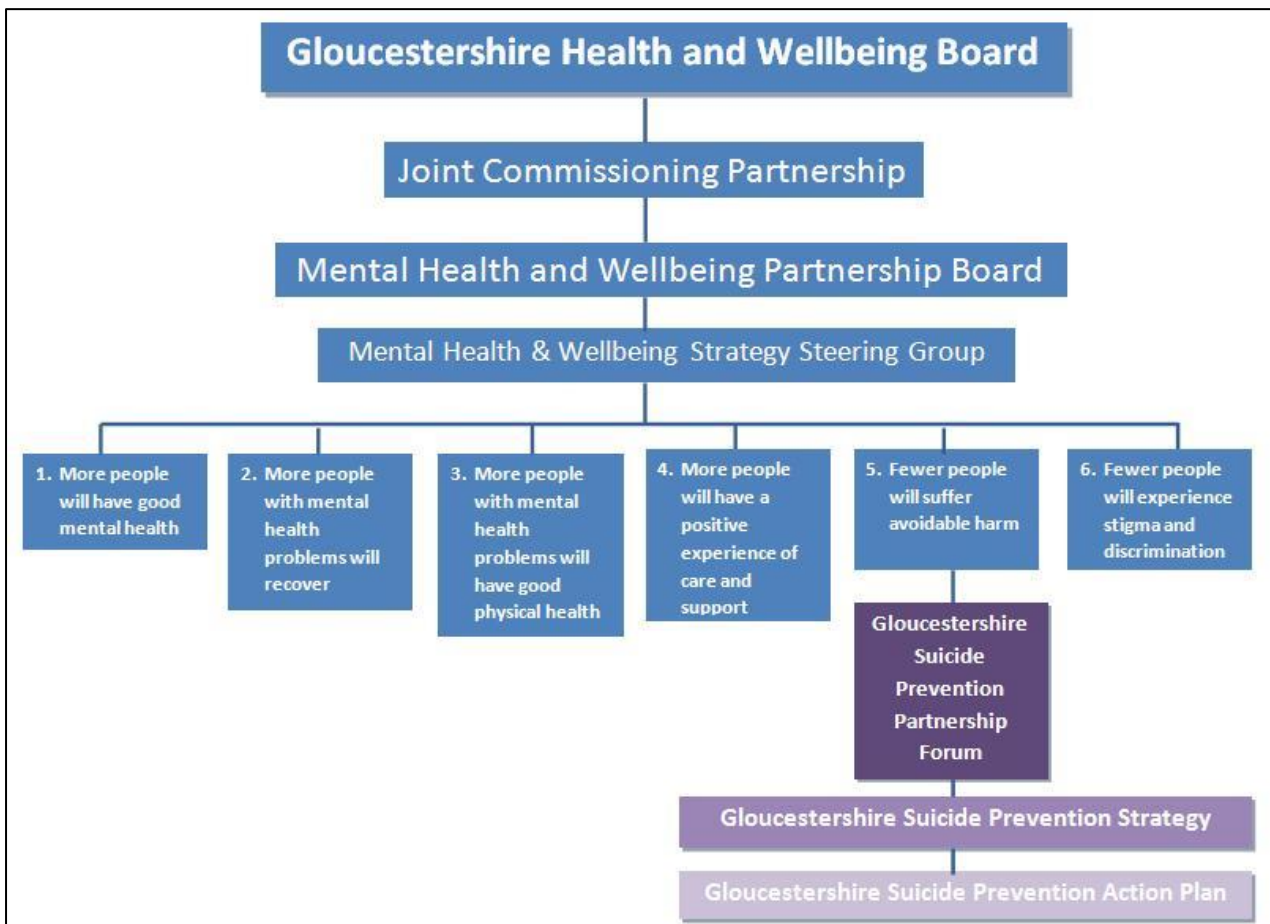 Gloucestershire Health and Wellbeing Board
Joint Commissioning Partnership
Mental Health and Wellbeing Partnership Board
Mental Health & Wellbeing Strategy Steering Group
1. More people
will have good
mental health
2. More people
with mental
health
problems will
recover
3. More people
with mental
health
problems will
have good
physical health
4. More people
will have a
positive
experience of
care and
support
5. Fewer people
will suffer
avoidable harm
6. Fewer people
will experience
stigma and
discrimination
Gloucestershire
Suicide
Prevention
Partnership
Forum
Gloucestershire Suicide Prevention Strategy
Gloucestershire Suicide Prevention Action Plan